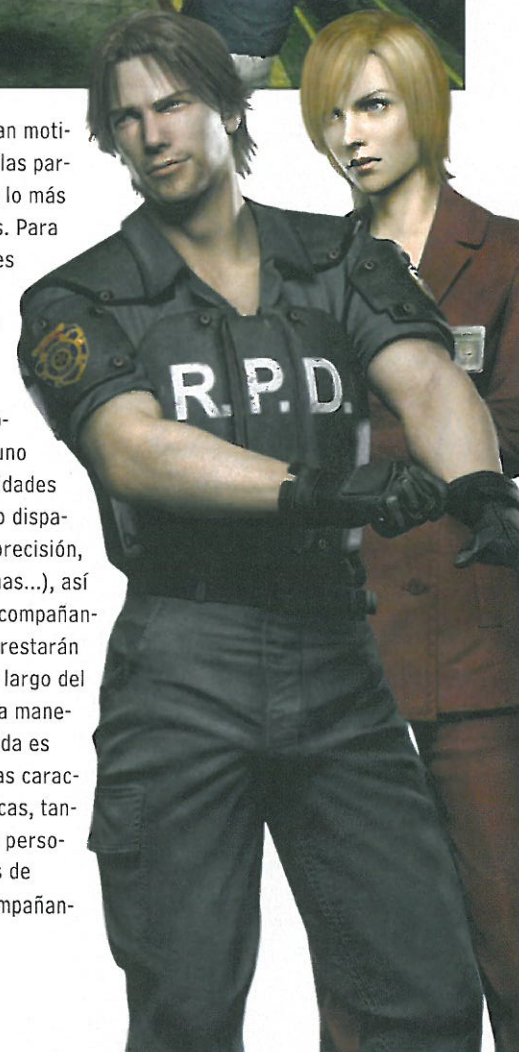 an moti-
las par-
lo más
s. Para
es
o-
uno
dades
o dispa-
precisión,
nas...), así
compañan-
restarán
largo del
a mane-
da es
as carac-
cas, tan-
perso-
s de
mpañan-
R.P.D.